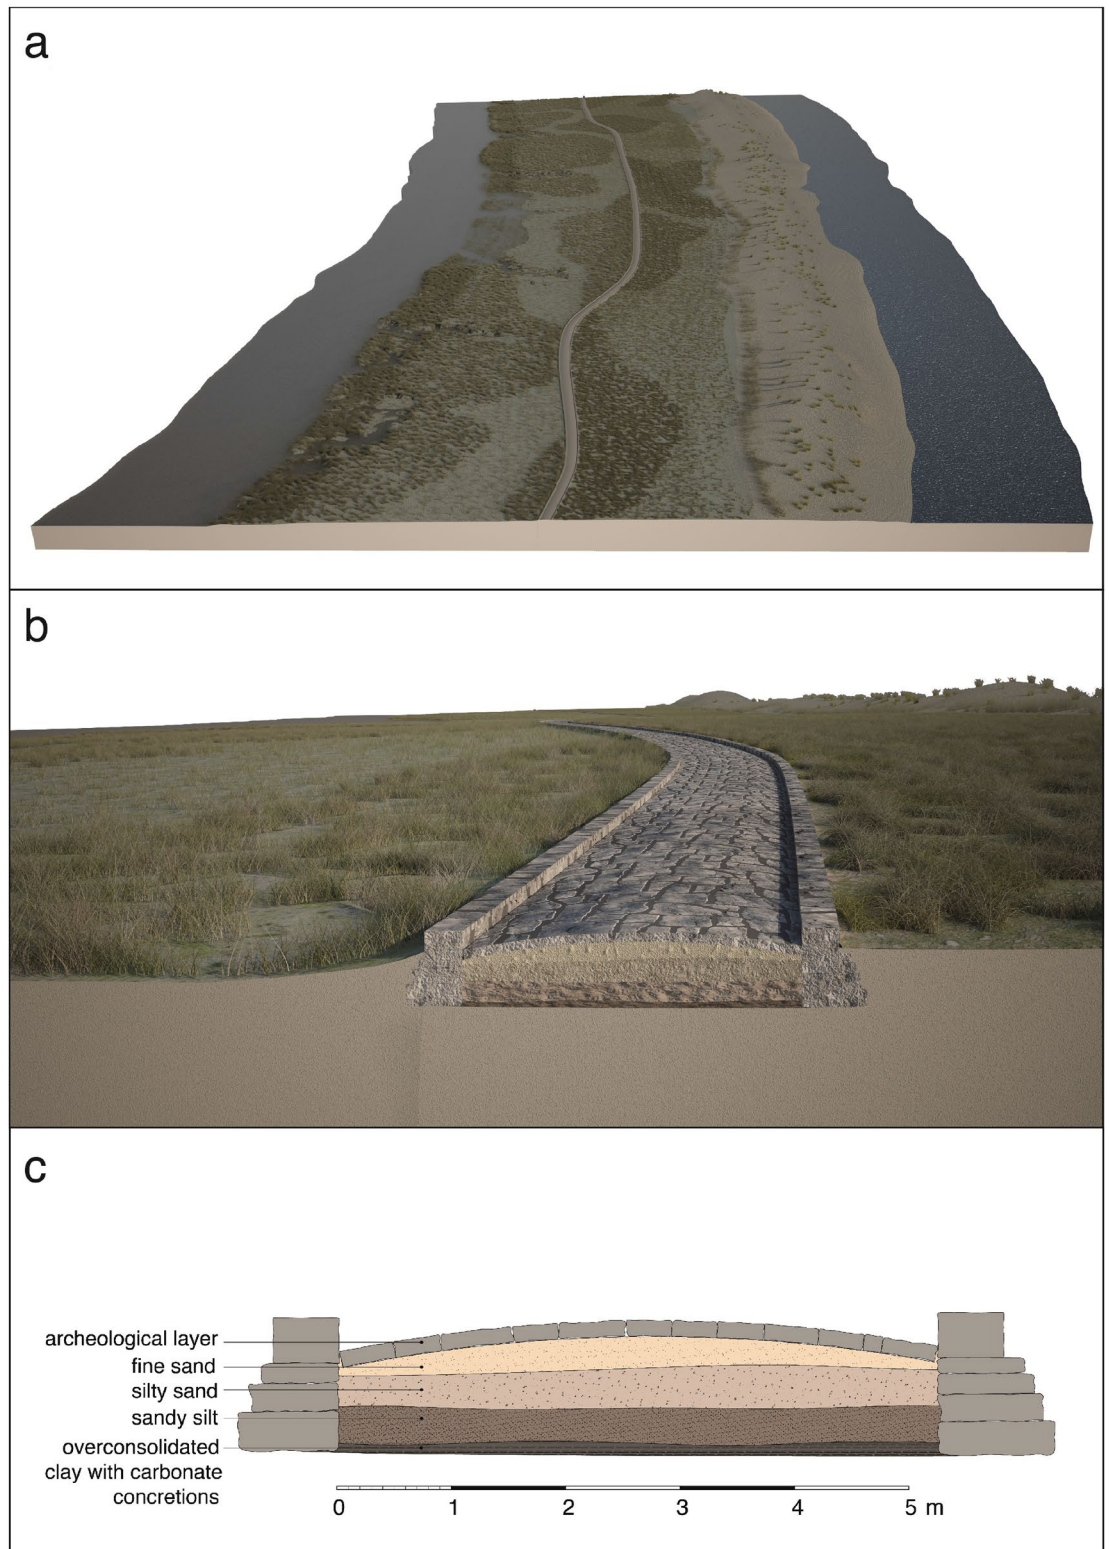 a
b
c
archeological layer
fine sand
silty sand
sandy silt
overconsolidated
clay with carbonate
concretions
0 1 2 3 4 5 m